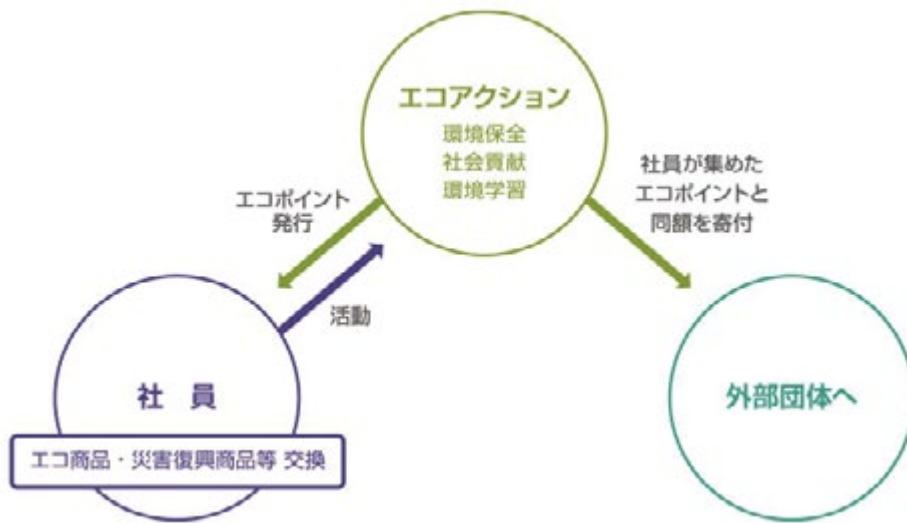 エコアクション
環境保全
社会貢献
環境学習
エコポイント
発行
活動
社員が集めた
エコポイントと
同額を寄付
社　員
エコ商品・災害復興商品等 交換
外部団体へ